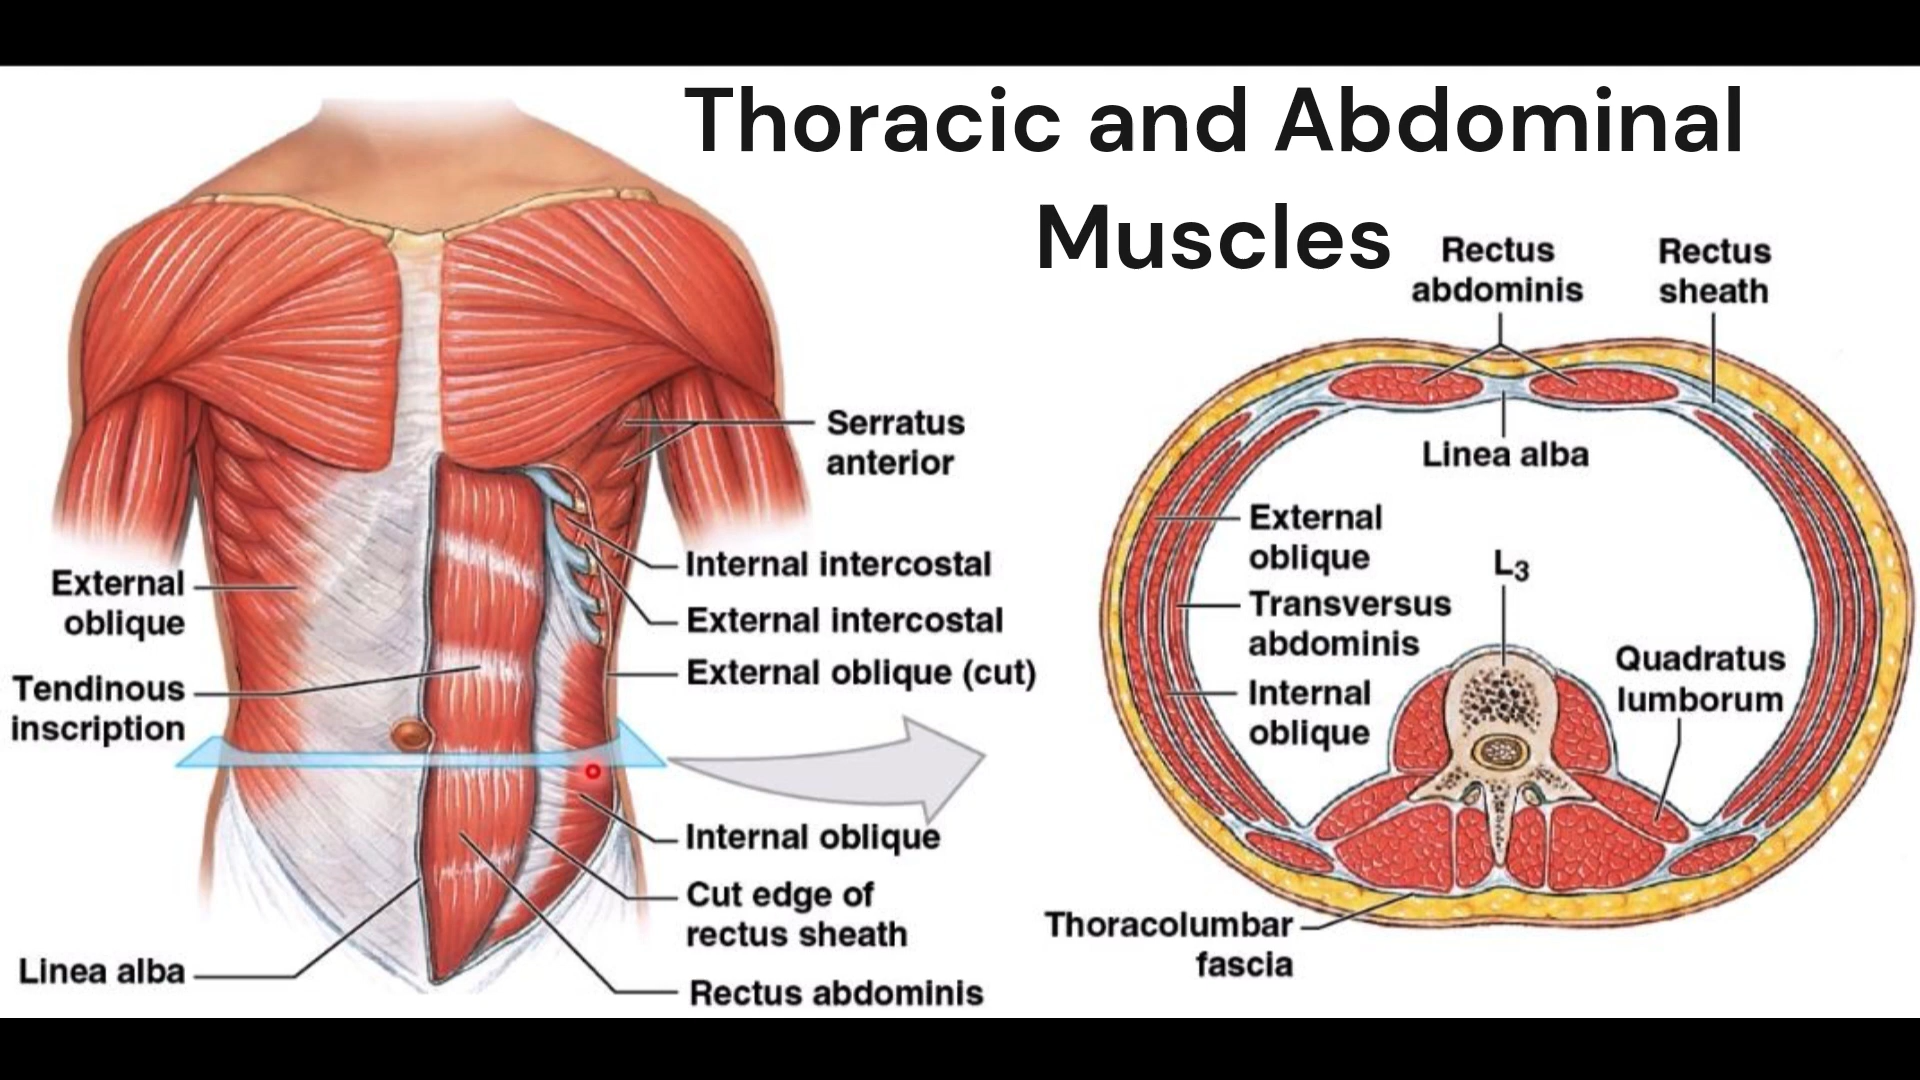 Thoracic and Abdominal
Muscles
Serratus
anterior
Internal intercostal
External intercostal
External oblique (cut)
External
oblique
Tendinous
inscription
Linea alba
Internal oblique
Cut edge of
rectus sheath
Rectus abdominis
Rectus
abdominis
Rectus
sheath
Linea alba
External
oblique
L3
Transversus
abdominis
Internal
oblique
Quadratus
lumborum
Thoracolumbar
fascia